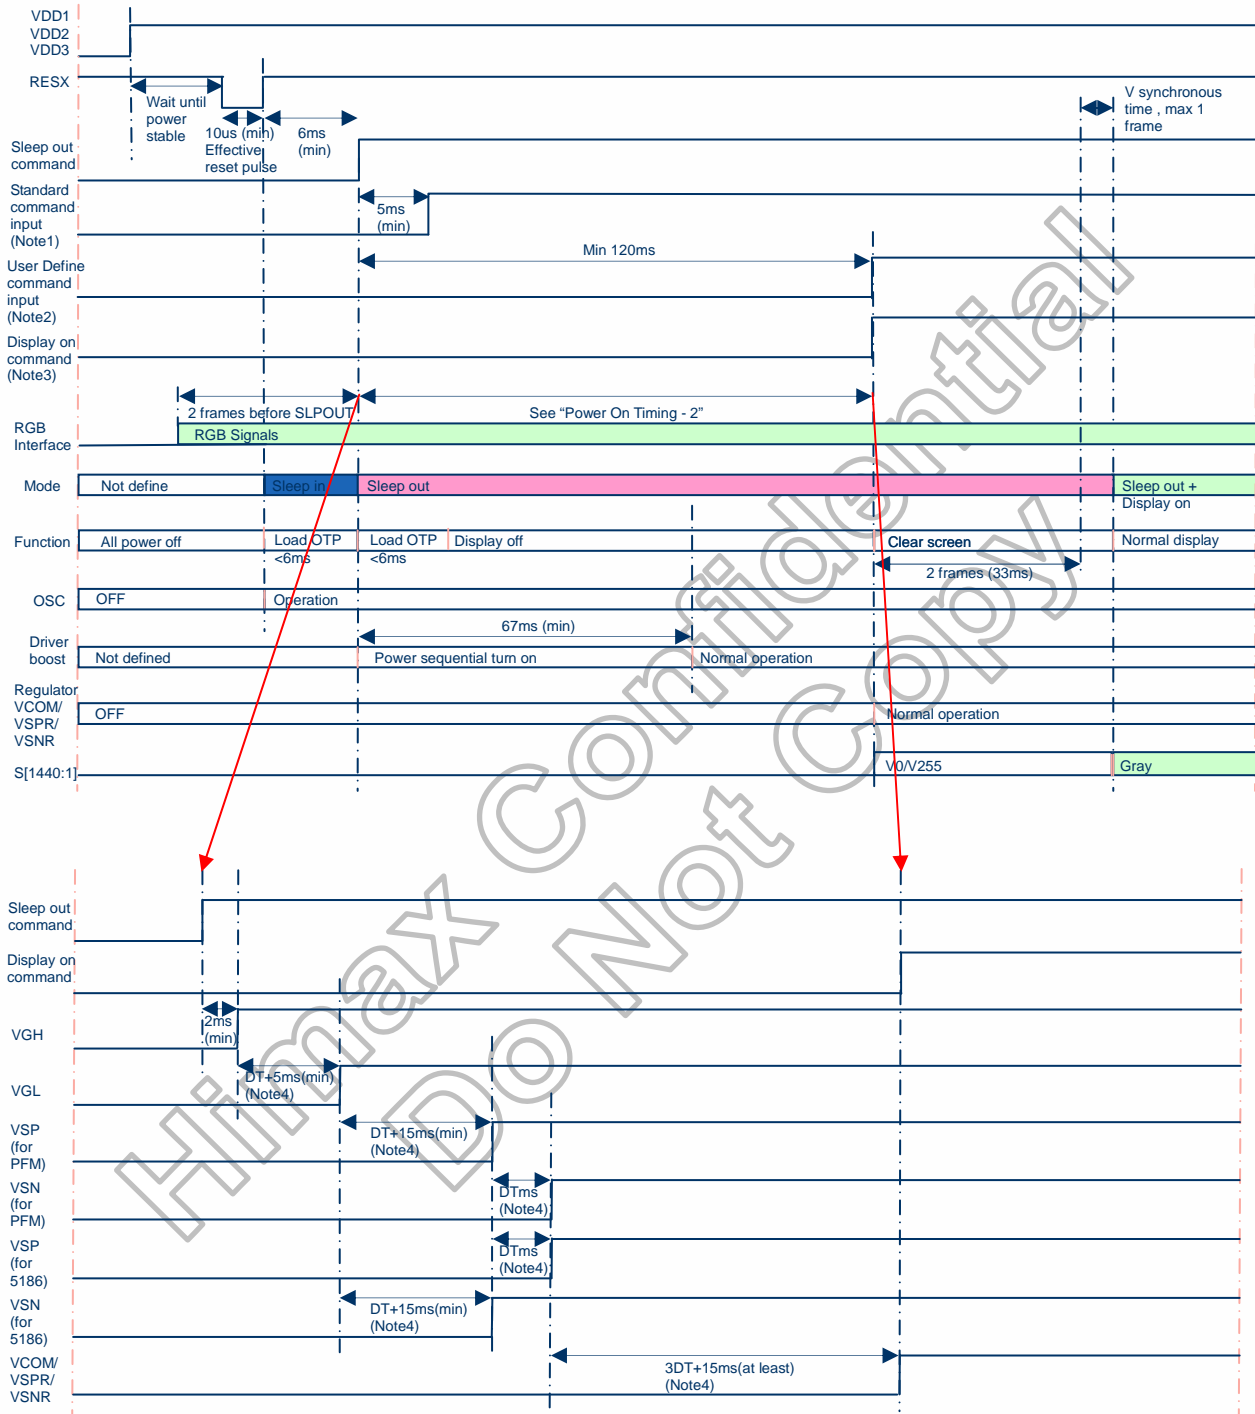 VDD1
VDD2
VDD3
RESX
Wait until
power
stable
10us (min)
Effective
reset pulse
6ms
(min)
V synchronous
time , max 1
frame
Sleep out
command
Standard
command
input
(Note1)
5ms
(min)
Min 120ms
User Define
command
input
(Note2)
Display on
command
(Note3)
2 frames before SLPOUT
See “Power On Timing - 2”
RGB
Interface
RGB Signals
Mode
Not define
Sleep in
Sleep out
Sleep out +
Display on
Function
All power off
Load OTP
<6ms
Load OTP
<6ms
Display off
Clear screen
Normal display
2 frames (33ms)
OSC
OFF
Operation
67ms (min)
Driver
boost
Not defined
Power sequential turn on
Normal operation
Regulator
VCOM/
VSPR/
VSNR
OFF
Normal operation
S[1440:1]
V0/V255
Gray
Sleep out
command
Display on
command
2ms
(min)
VGH
DT+5ms(min)
(Note4)
VGL
VSP
(for
PFM)
DT+15ms(min)
(Note4)
VSN
(for
PFM)
DTms
(Note4)
VSP
(for
5186)
DTms
(Note4)
VSN
(for
5186)
DT+15ms(min)
(Note4)
VCOM/
VSPR/
VSNR
3DT+15ms(at least)
(Note4)
Himax Confidential
Do Not Copy